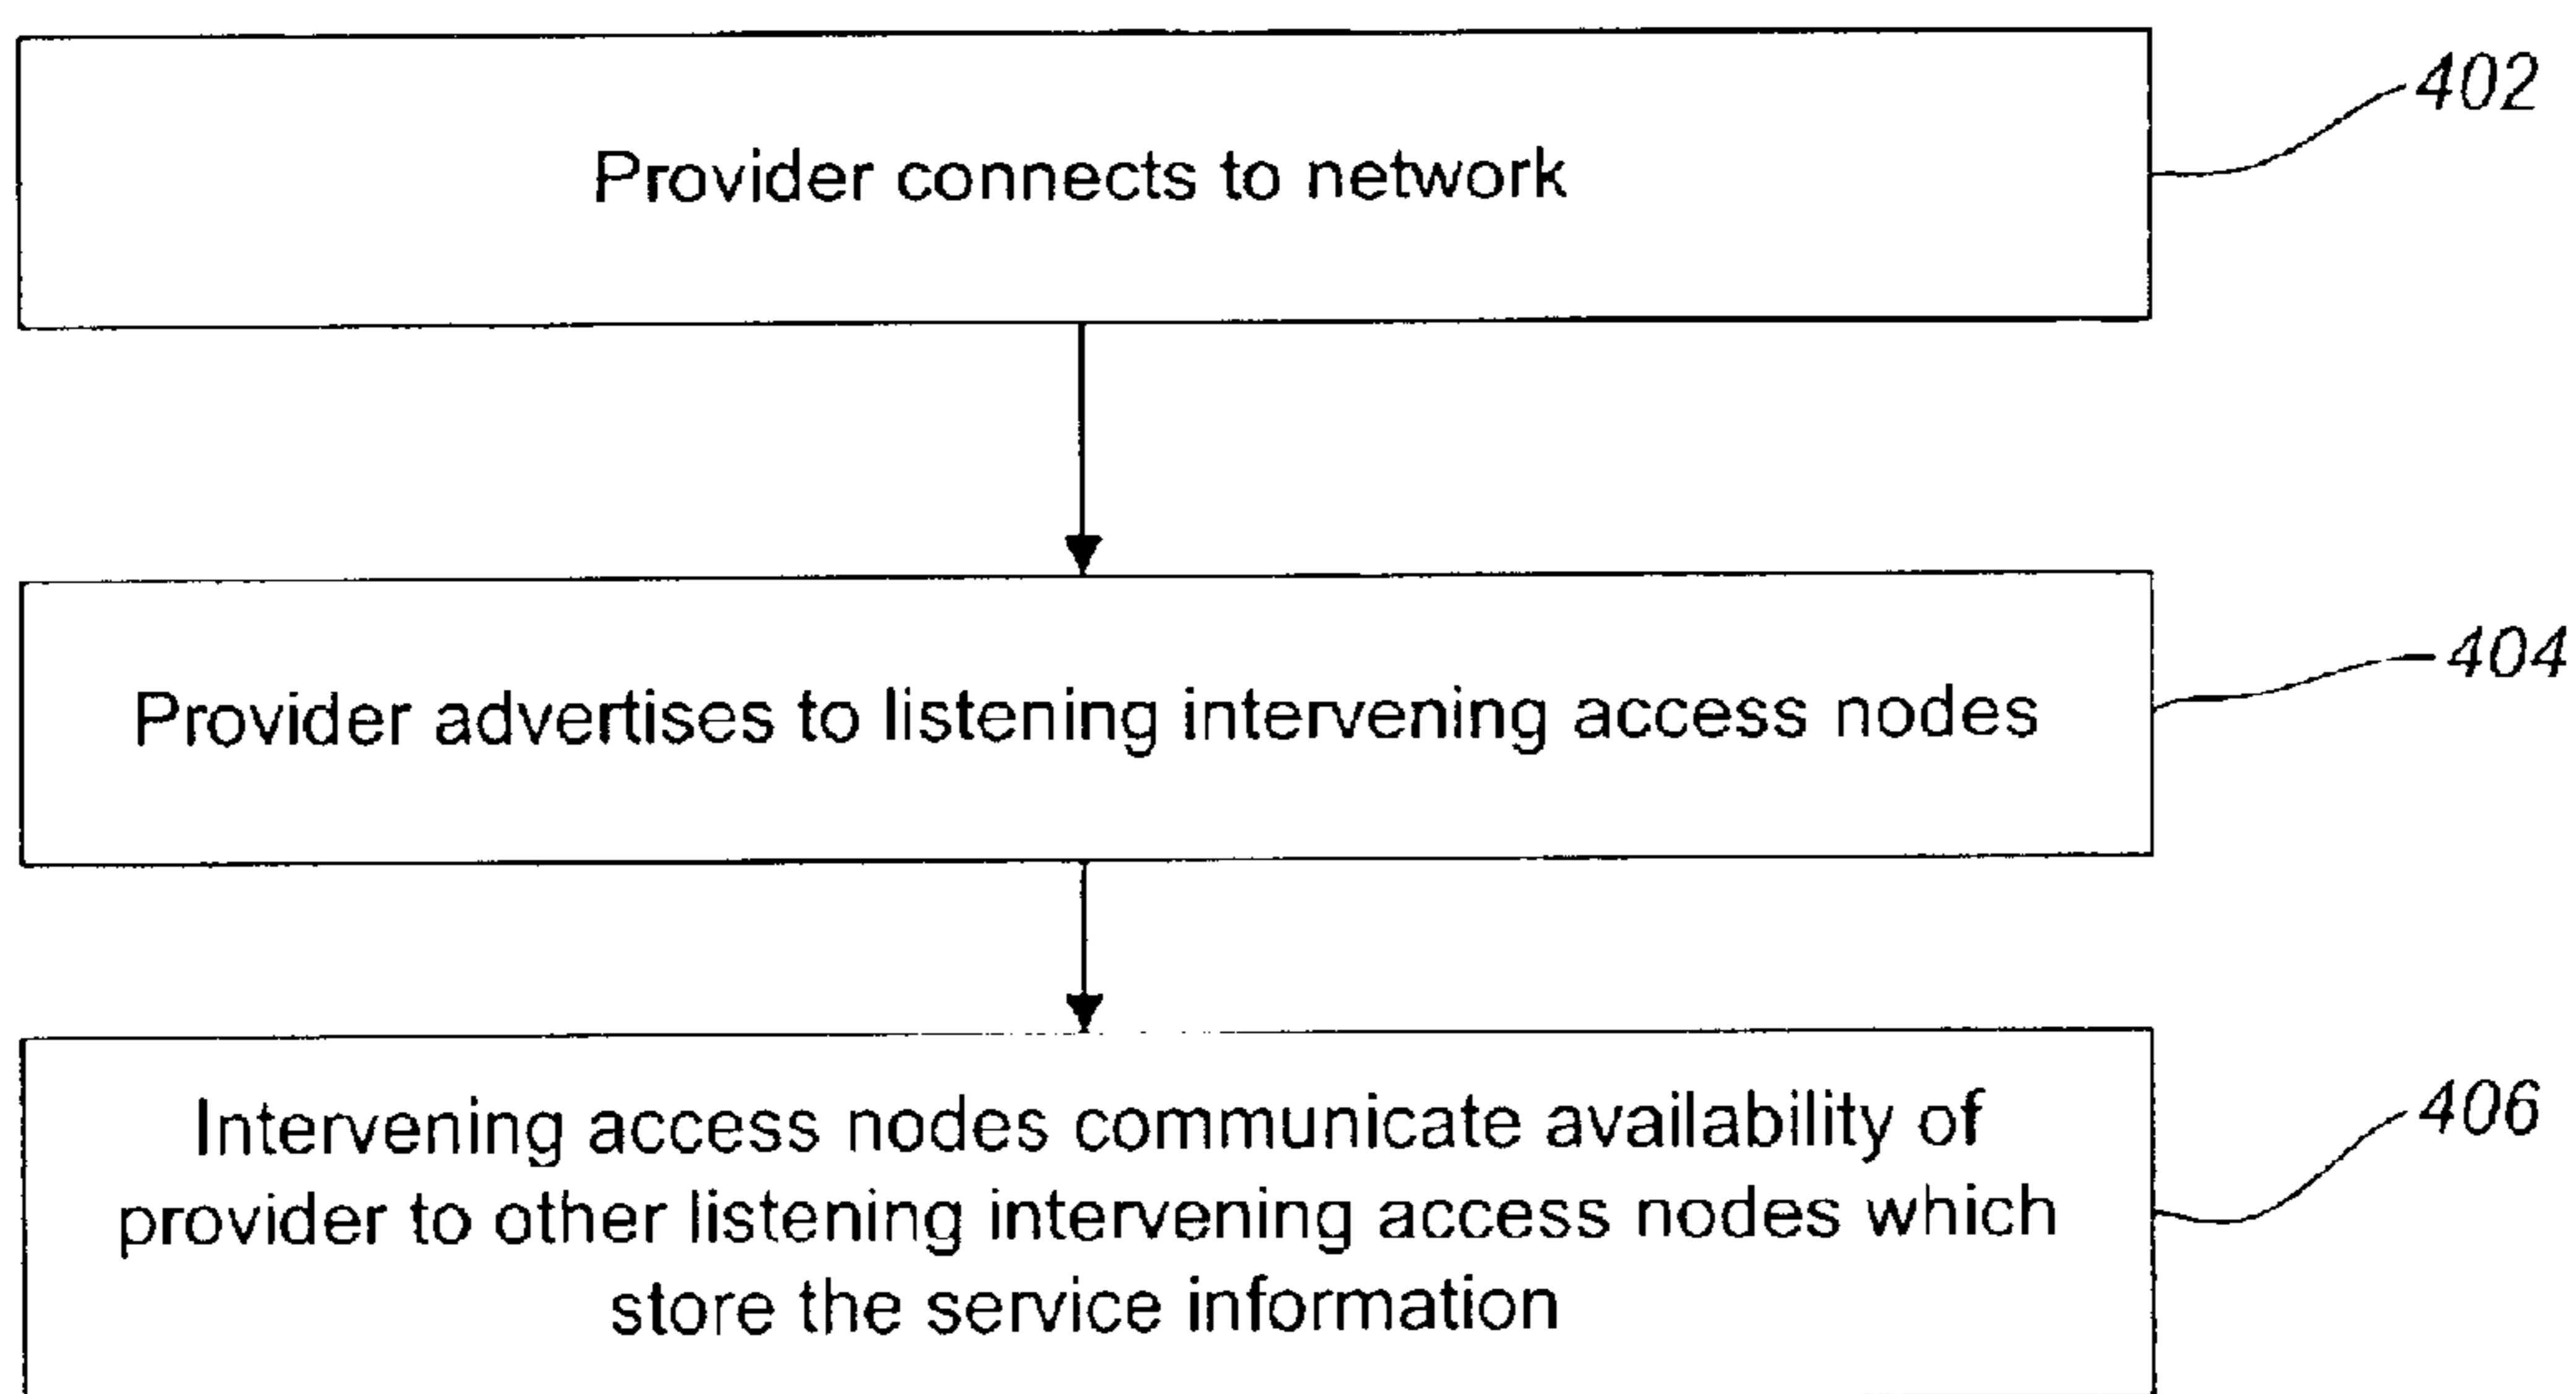 Provider connects to network
402
Provider advertises to listening intervening access nodes
404
Intervening access nodes communicate availability of
provider to other listening intervening access nodes which
store the service information
406